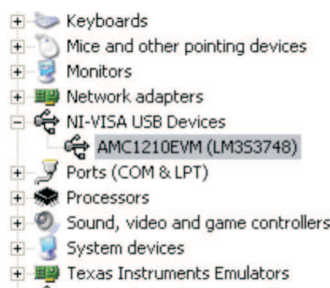 Keyboards
Mice and other pointing devices
Monitors
Network adapters
NI-VISA USB Devices
AMC1210EVM (LM3S3748)
Ports (COM & LPT)
Processors
Sound, video and game controllers
System devices
Texas Instruments Emulators